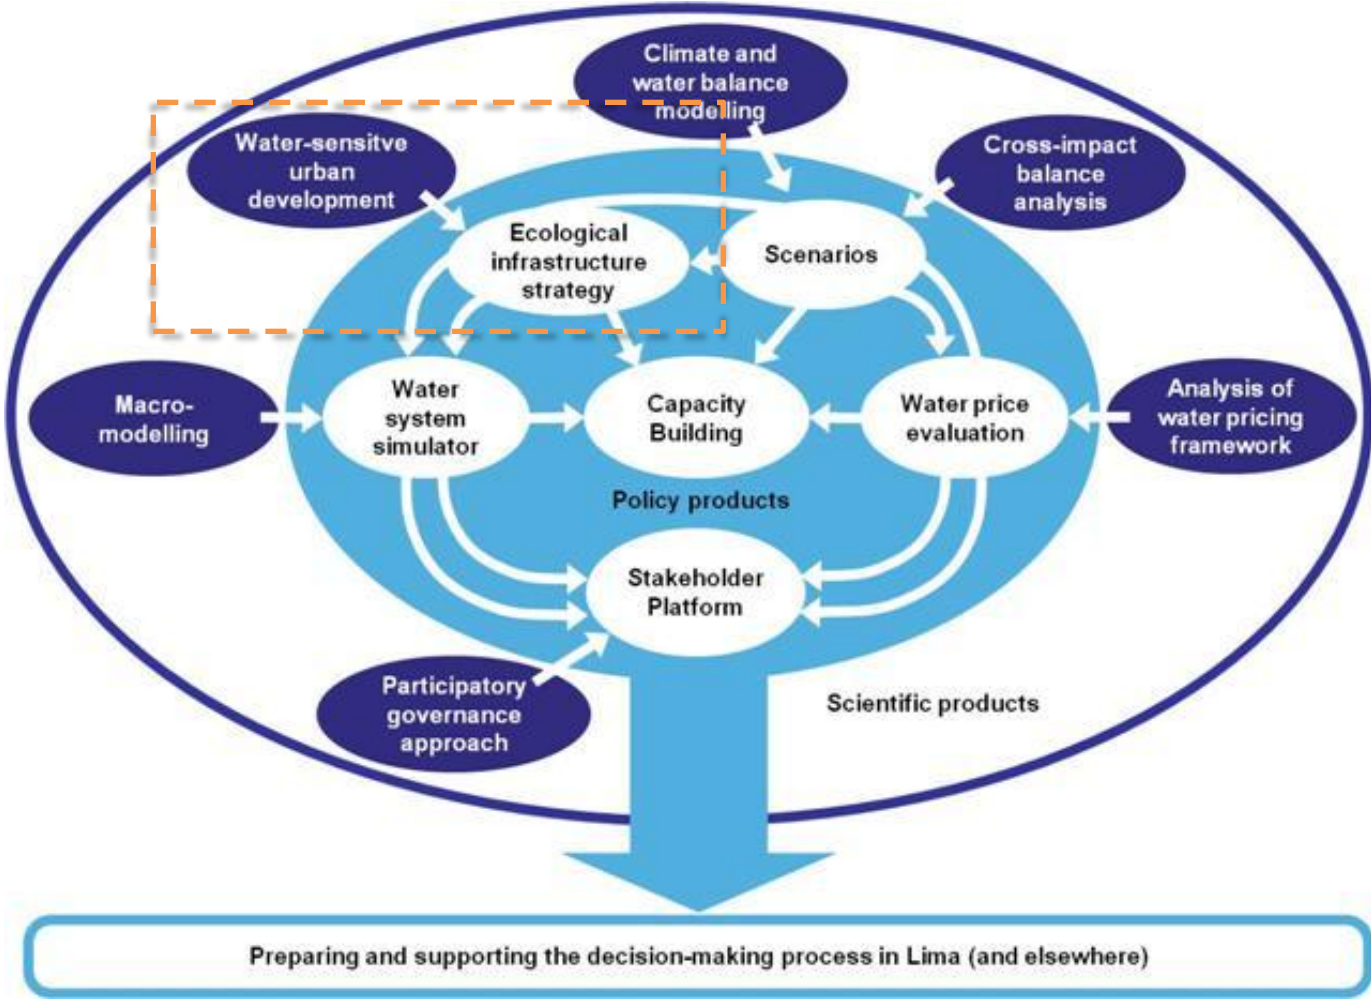 Climate and
water balance
modelling
Water-sensitve
urban
development
Cross-impact
balance
analysis
Ecological
infrastructure
strategy
Scenarios
Macro-
modelling
Water
system
simulator
Capacity
Building
Water price
evaluation
Analysis of
water pricing
framework
Policy products
Stakeholder
Platform
Participatory
governance
approach
Scientific products
Preparing and supporting the decision-making process in Lima (and elsewhere)